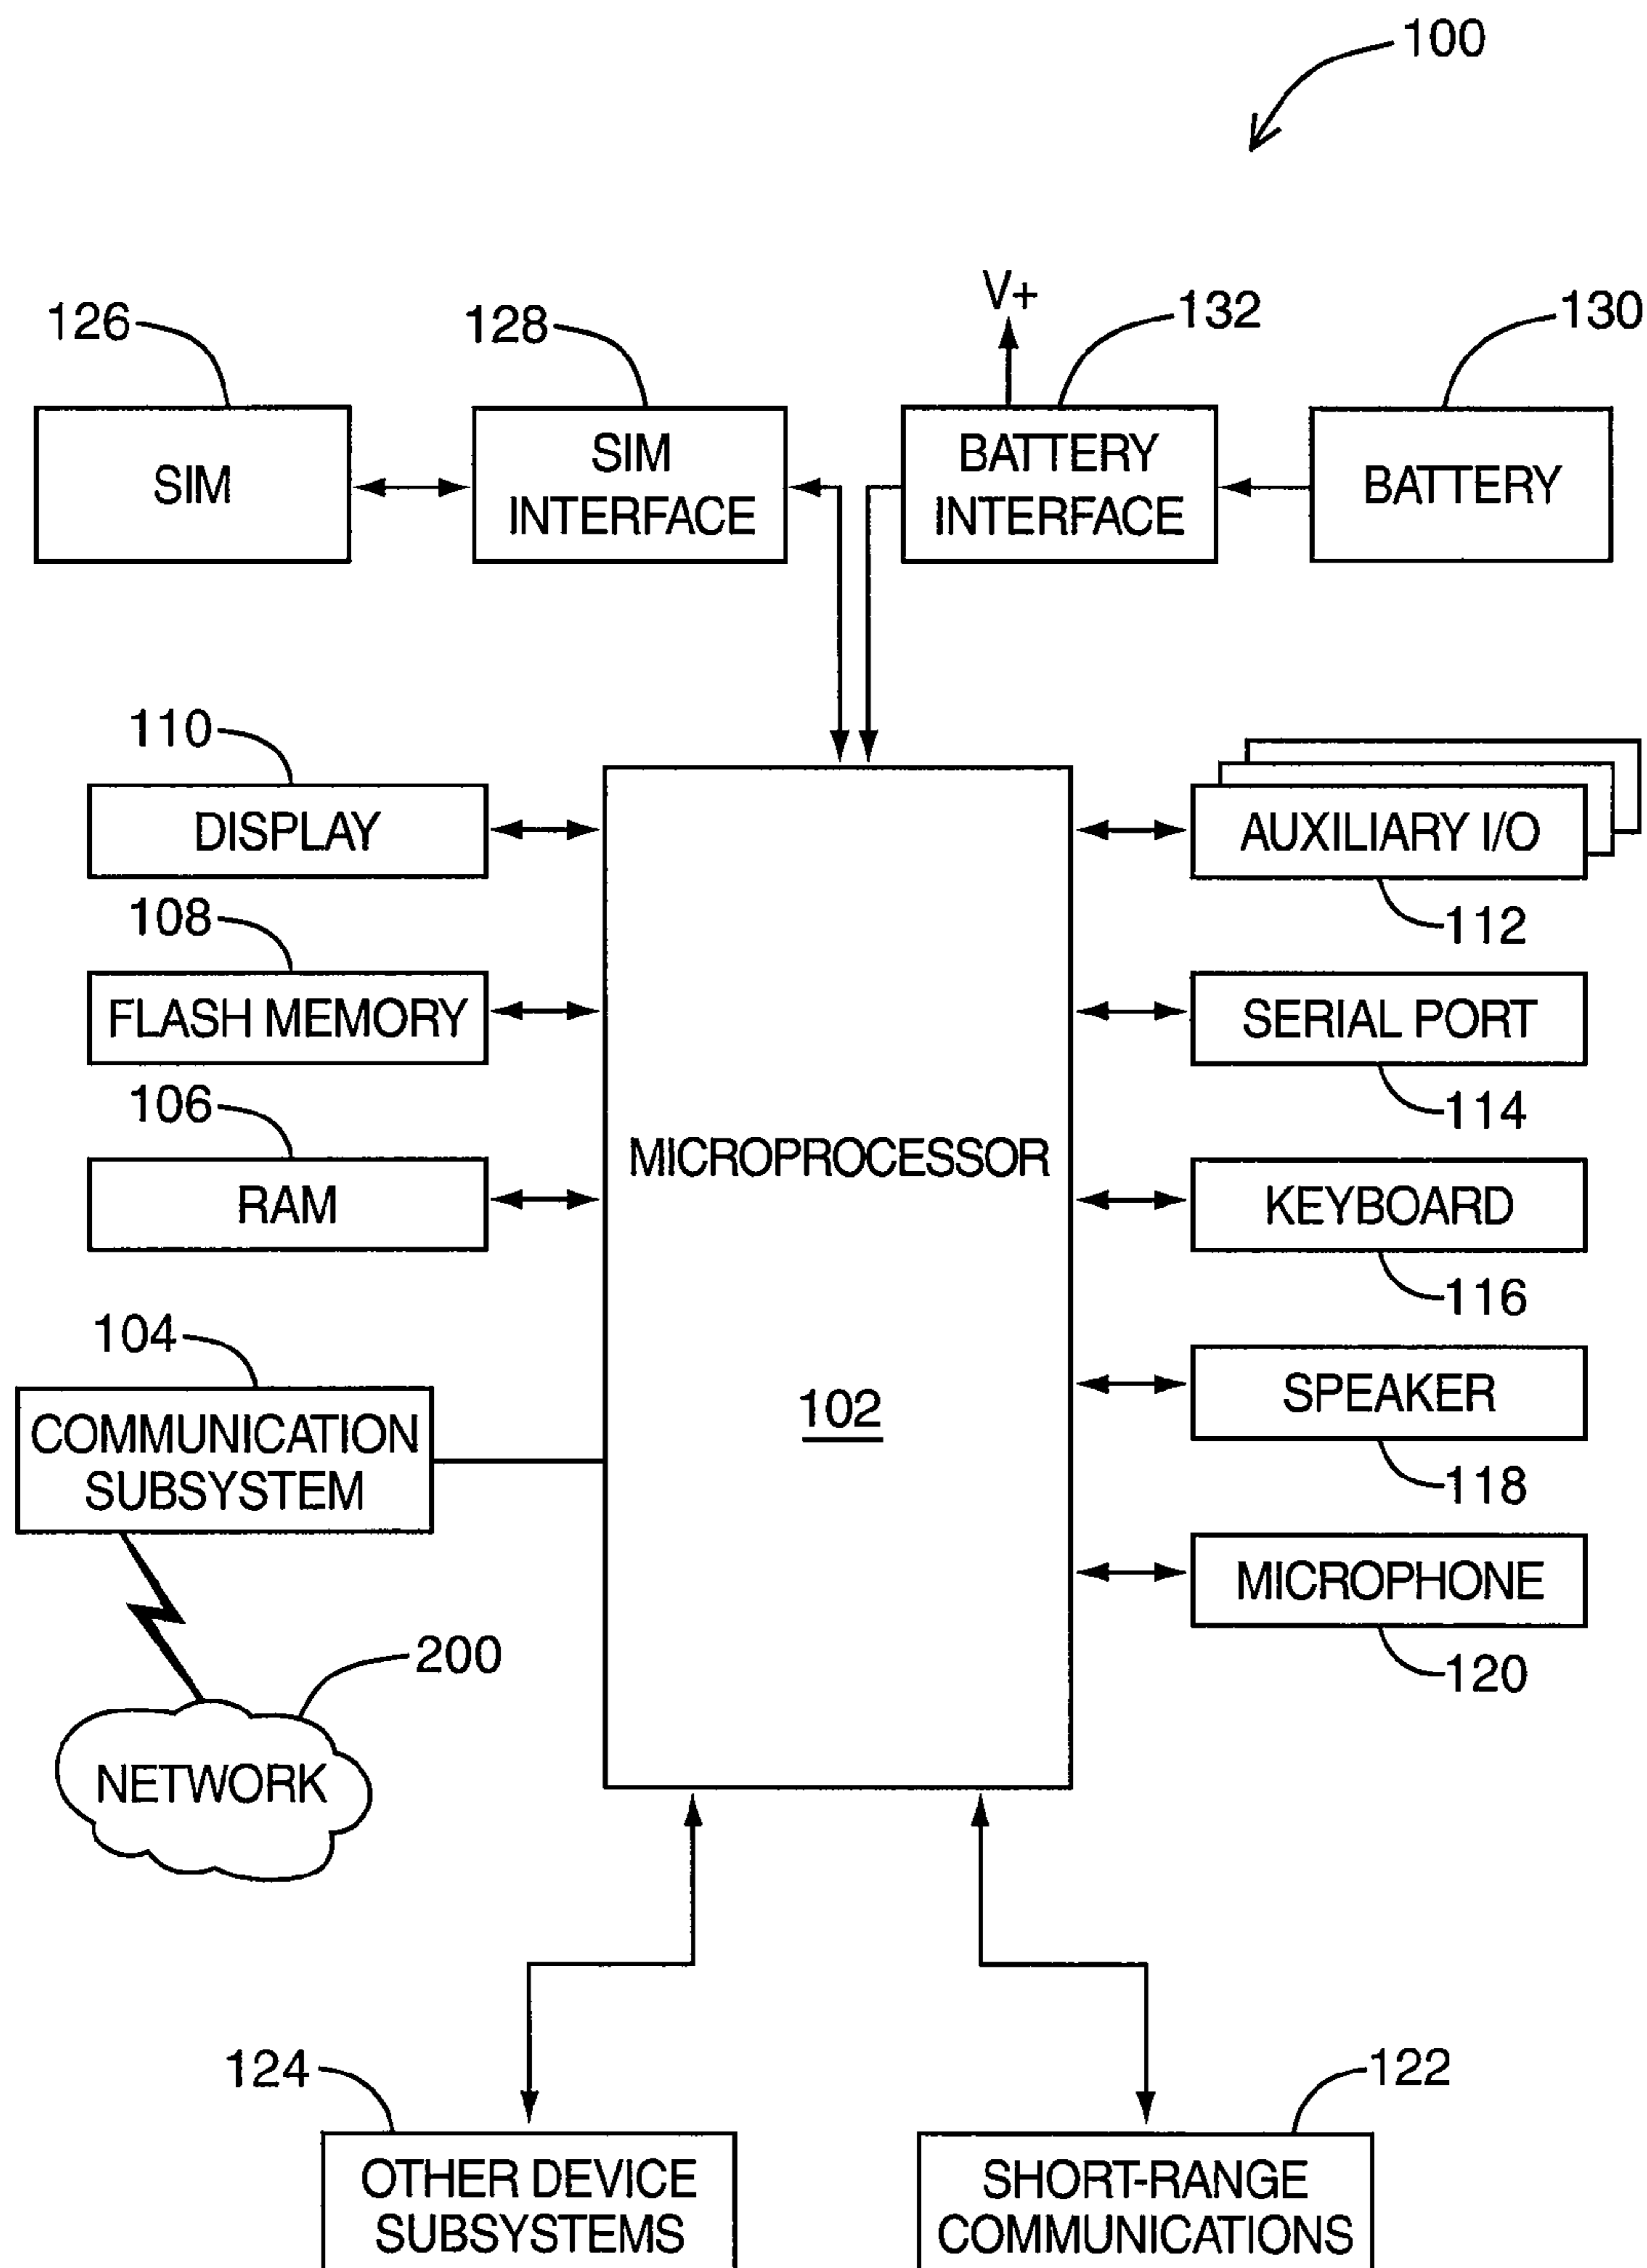 100
V+
126
128
132
130
SIM
SIM
INTERFACE
BATTERY
INTERFACE
BATTERY
110
DISPLAY
AUXILIARY I/O
112
108
FLASH MEMORY
SERIAL PORT
114
106
RAM
MICROPROCESSOR
102
KEYBOARD
116
104
COMMUNICATION
SUBSYSTEM
SPEAKER
118
MICROPHONE
120
200
NETWORK
124
OTHER DEVICE
SUBSYSTEMS
122
SHORT-RANGE
COMMUNICATIONS